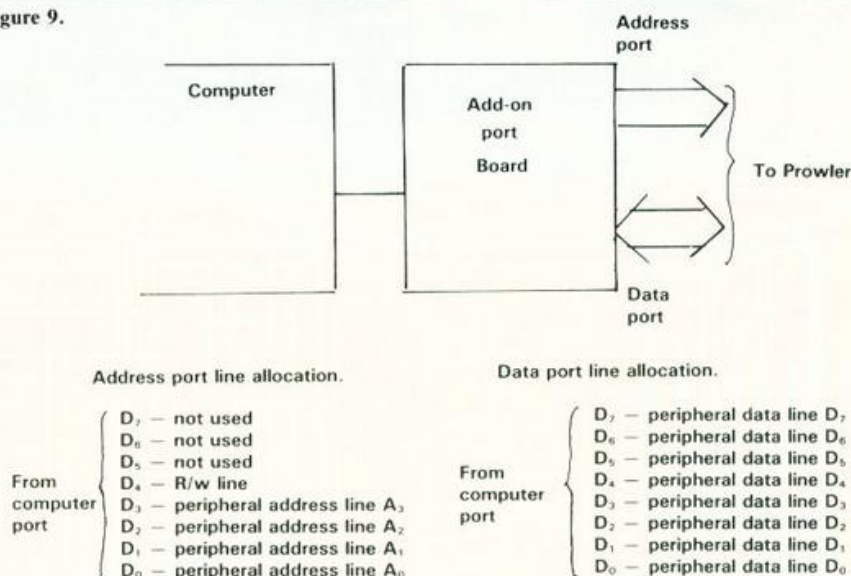 gure 9.
Address
port
Computer
Add-on
port
Board
To Prowler
Data
port
Address port line allocation.
From
computer
port
D₇ — not used
D₆ — not used
D₅ — not used
D₄ — R/w line
D₃ — peripheral address line A₃
D₂ — peripheral address line A₂
D₁ — peripheral address line A₁
D₀ — peripheral address line A₀
Data port line allocation.
From
computer
port
D₇ — peripheral data line D₇
D₆ — peripheral data line D₆
D₅ — peripheral data line D₅
D₄ — peripheral data line D₄
D₃ — peripheral data line D₃
D₂ — peripheral data line D₂
D₁ — peripheral data line D₁
D₀ — peripheral data line D₀